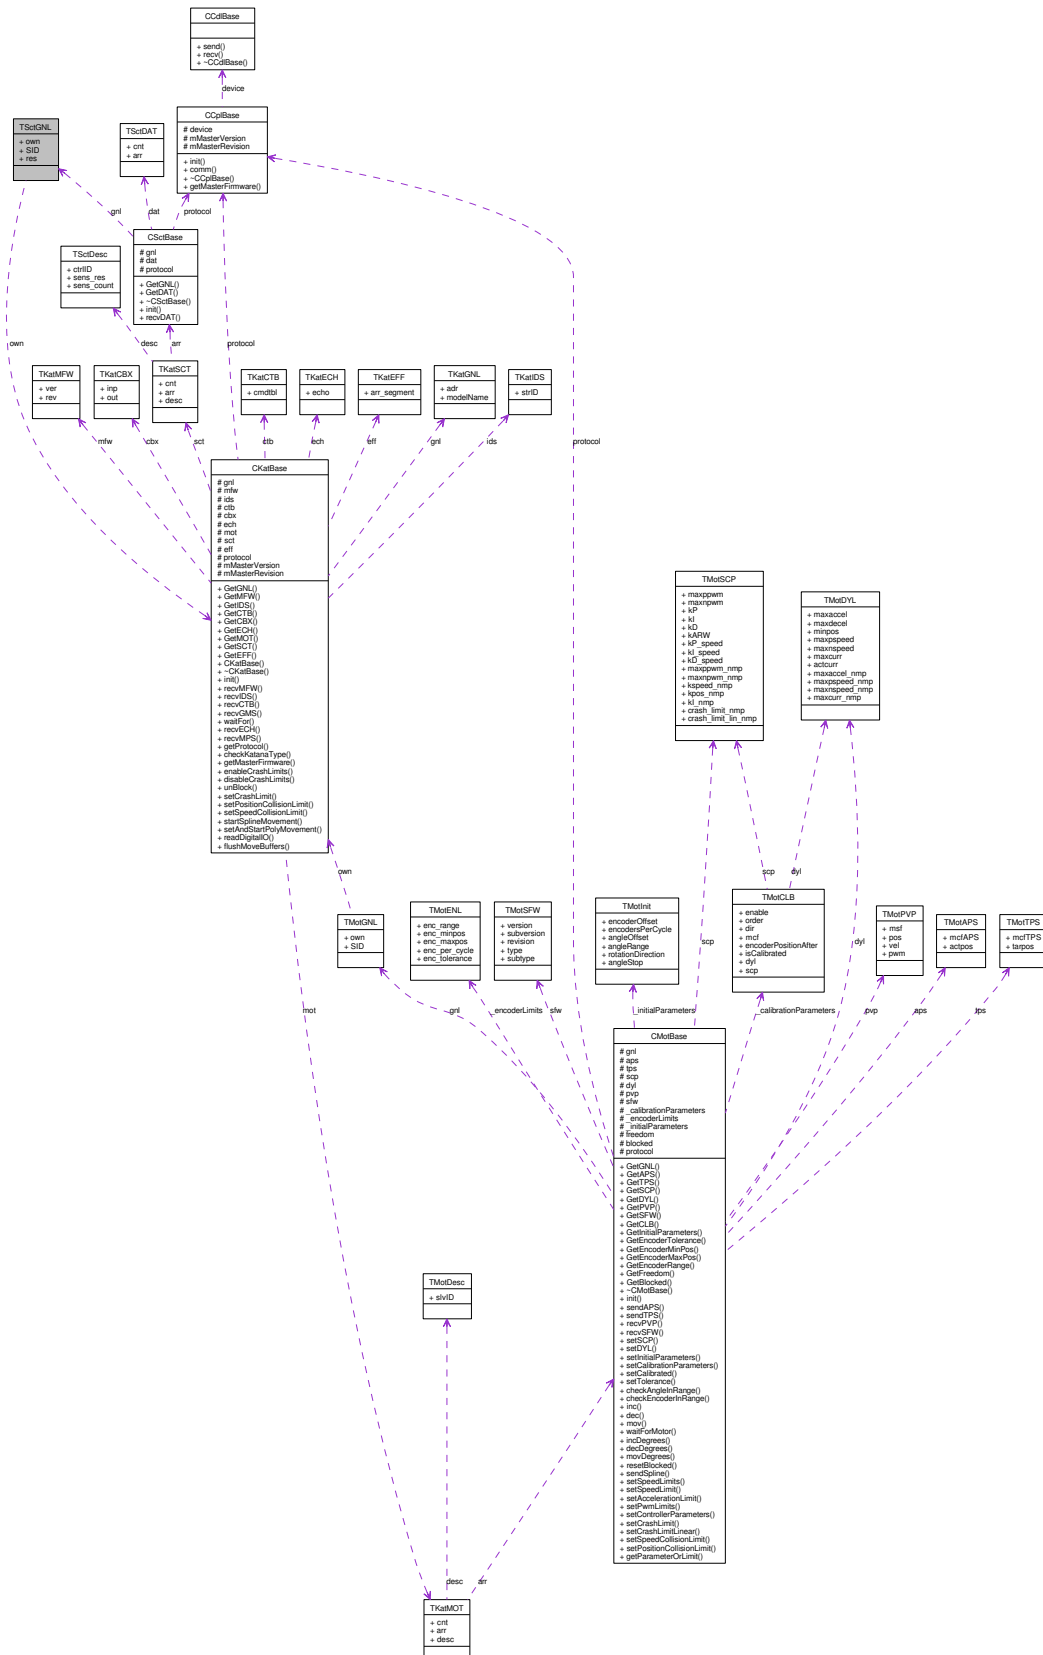 CCdlBase
+ send()
+ recv()
+ ~CCdlBase()
device
CCplBase
# device
# mMasterVersion
# mMasterRevision
+ init()
+ comm()
+ ~CCplBase()
+ getMasterFirmware()
TSctGNL
+ own
+ SID
+ res
TSctDAT
+ cnt
+ arr
gnl
dat
protocol
CSctBase
# gnl
# dat
# protocol
+ GetGNL()
+ GetDAT()
+ ~CSctBase()
+ init()
+ recvDAT()
TSctDesc
+ ctrlID
+ sens_res
+ sens_count
own
desc
arr
protocol
protocol
TKatMFW
+ ver
+ rev
TKatCBX
+ inp
+ out
TKatSCT
+ cnt
+ arr
+ desc
TKatCTB
+ cmdtbl
TKatECH
+ echo
TKatEFF
+ arr_segment
TKatGNL
+ adr
+ modelName
TKatIDS
+ strID
mfw
cbx
sct
ctb
ech
eff
gnl
ids
CKatBase
# gnl
# mfw
# ids
# ctb
# cbx
# ech
# mot
# sct
# eff
# protocol
# mMasterVersion
# mMasterRevision
+ GetGNL()
+ GetMFW()
+ GetIDS()
+ GetCTB()
+ GetCBX()
+ GetECH()
+ GetMOT()
+ GetSCT()
+ GetEFF()
+ CKatBase()
+ ~CKatBase()
+ init()
+ recvMFW()
+ recvIDS()
+ recvCTB()
+ recvGMS()
+ waitFor()
+ recvECH()
+ recvMPS()
+ getProtocol()
+ checkKatanaType()
+ getMasterFirmware()
+ enableCrashLimits()
+ disableCrashLimits()
+ unBlock()
+ setCrashLimit()
+ setPositionCollisionLimit()
+ setSpeedCollisionLimit()
+ startSplineMovement()
+ setAndStartPolyMovement()
+ readDigitalIO()
+ flushMoveBuffers()
TMotSCP
+ maxppwm
+ maxnpwm
+ kP
+ kI
+ kD
+ kARW
+ kP_speed
+ kI_speed
+ kD_speed
+ maxppwm_nmp
+ maxnpwm_nmp
+ kspeed_nmp
+ kpos_nmp
+ kI_nmp
+ crash_limit_nmp
+ crash_limit_lin_nmp
TMotDYL
+ maxaccel
+ maxdecel
+ minpos
+ maxpspeed
+ maxnspeed
+ maxcurr
+ actcurr
+ maxaccel_nmp
+ maxpspeed_nmp
+ maxnspeed_nmp
+ maxcurr_nmp
own
scp
dyl
TMotGNL
+ own
+ SID
TMotENL
+ enc_range
+ enc_minpos
+ enc_maxpos
+ enc_per_cycle
+ enc_tolerance
TMotSFW
+ version
+ subversion
+ revision
+ type
+ subtype
TMotInit
+ encoderOffset
+ encodersPerCycle
+ angleOffset
+ angleRange
+ rotationDirection
+ angleStop
TMotCLB
+ enable
+ order
+ dir
+ mcf
+ encoderPositionAfter
+ isCalibrated
+ dyl
+ scp
TMotPVP
+ msf
+ pos
+ vel
+ pwm
TMotAPS
+ mcfAPS
+ actpos
TMotTPS
+ mcfTPS
+ tarpos
scp
dyl
mot
gnl
_encoderLimits
sfw
_initialParameters
_calibrationParameters
pvp
aps
tps
CMotBase
# gnl
# aps
# tps
# scp
# dyl
# pvp
# sfw
# _calibrationParameters
# _encoderLimits
# _initialParameters
# freedom
# blocked
# protocol
+ GetGNL()
+ GetAPS()
+ GetTPS()
+ GetSCP()
+ GetDYL()
+ GetPVP()
+ GetSFW()
+ GetCLB()
+ GetInitialParameters()
+ GetEncoderTolerance()
+ GetEncoderMinPos()
+ GetEncoderMaxPos()
+ GetEncoderRange()
+ GetFreedom()
+ GetBlocked()
+ ~CMotBase()
+ init()
+ sendAPS()
+ sendTPS()
+ recvPVP()
+ recvSFW()
+ setSCP()
+ setDYL()
+ setInitialParameters()
+ setCalibrationParameters()
+ setCalibrated()
+ setTolerance()
+ checkAngleInRange()
+ checkEncoderInRange()
+ inc()
+ dec()
+ mov()
+ waitForMotor()
+ incDegrees()
+ decDegrees()
+ movDegrees()
+ resetBlocked()
+ sendSpline()
+ setSpeedLimits()
+ setSpeedLimit()
+ setAccelerationLimit()
+ setPwmLimits()
+ setControllerParameters()
+ setCrashLimit()
+ setCrashLimitLinear()
+ setSpeedCollisionLimit()
+ setPositionCollisionLimit()
+ getParameterOrLimit()
TMotDesc
+ slvID
desc
arr
TKatMOT
+ cnt
+ arr
+ desc